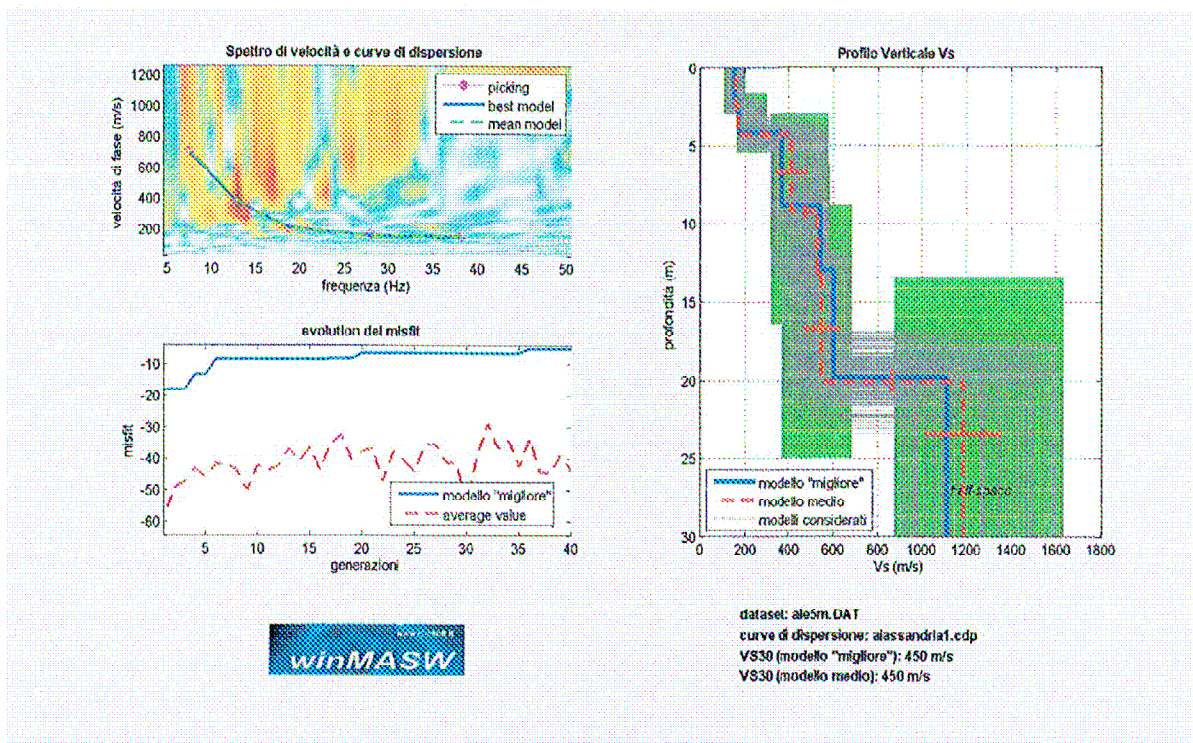 Spettro di velocità e curve di dispersione
1200
1000
800
600
400
200
velocità di fase (m/s)
picking
best model
mean model
5 10 15 20 25 30 35 40 45 50
frequenza (Hz)
evolution del misfit
-10
-20
-30
-40
-50
-60
misfit
modello "migliore"
average value
5 10 15 20 25 30 35 40
generazioni
winMASW
Profilo Verticale Vs
0
5
10
15
20
25
30
profondità (m)
modello "migliore"
modello medio
modelli considerati
0 200 400 600 800 1000 1200 1400 1600 1800
Vs (m/s)
dataset: ale5m.DAT
curve di dispersione: alassandria1.cdp
VS30 (modello "migliore"): 450 m/s
VS30 (modello medio): 450 m/s